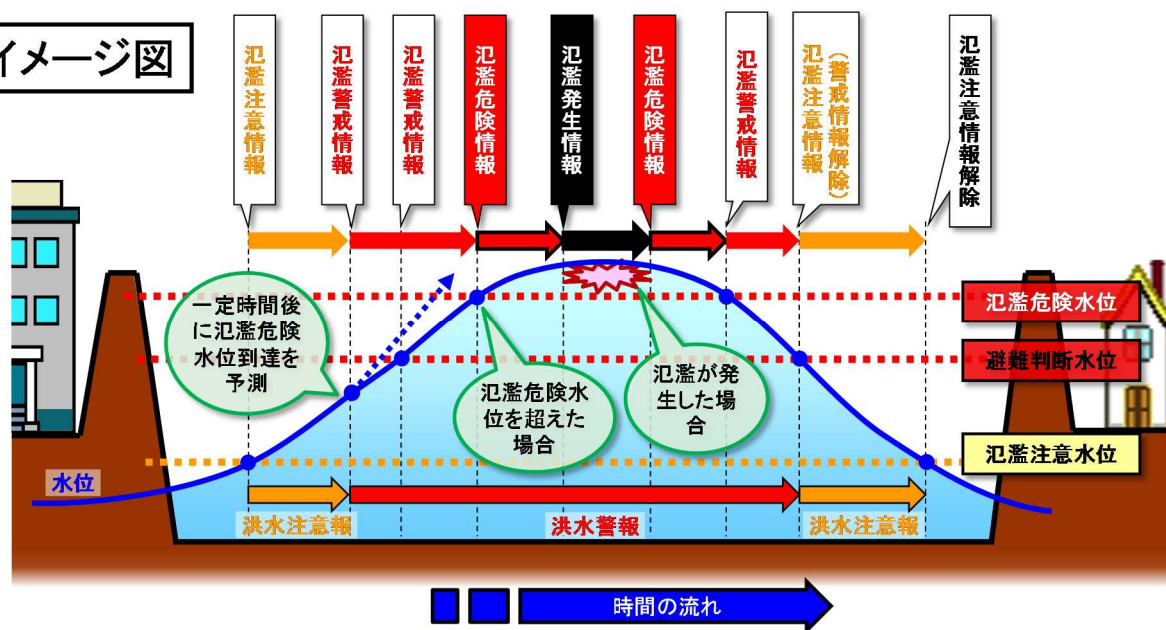 イメージ図
氾濫注意情報
氾濫警戒情報
氾濫警戒情報
氾濫危険情報
氾濫発生情報
氾濫危険情報
氾濫警戒情報
氾濫注意情報
（警戒情報解除）
氾濫注意情報解除
一定時間後
に氾濫危険
水位到達を
予測
氾濫危険水
位を超えた
場合
氾濫が発
生した場
合
氾濫危険水位
避難判断水位
氾濫注意水位
水位
洪水注意報
洪水警報
洪水注意報
時間の流れ